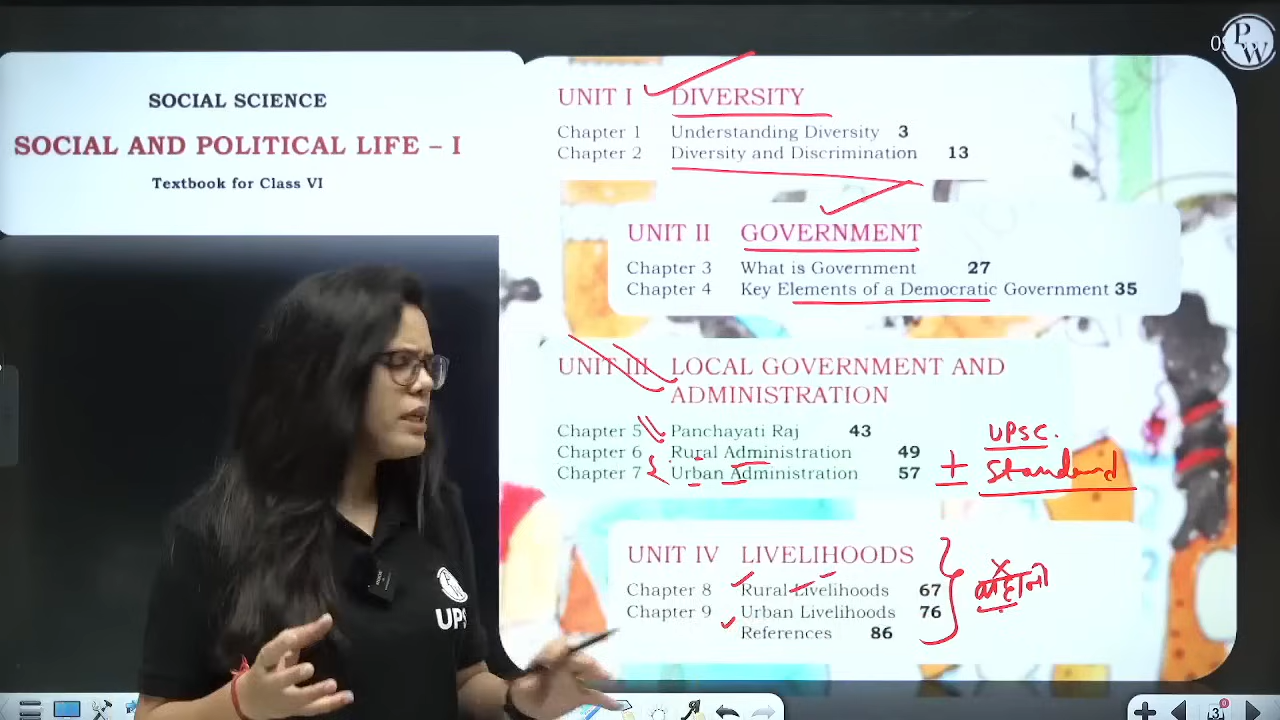 PW
SOCIAL SCIENCE
SOCIAL AND POLITICAL LIFE – I
Textbook for Class VI
UNIT I DIVERSITY
Chapter 1 Understanding Diversity 3
Chapter 2 Diversity and Discrimination 13
UNIT II GOVERNMENT
Chapter 3 What is Government 27
Chapter 4 Key Elements of a Democratic Government 35
UNIT III LOCAL GOVERNMENT AND
ADMINISTRATION
Chapter 5 Panchayati Raj 43
Chapter 6 Rural Administration 49
Chapter 7 Urban Administration 57
UPSC.
± Standard
UNIT IV LIVELIHOODS
Chapter 8 Rural Livelihoods 67
Chapter 9 Urban Livelihoods 76
References 86
कहानी
UPS
3